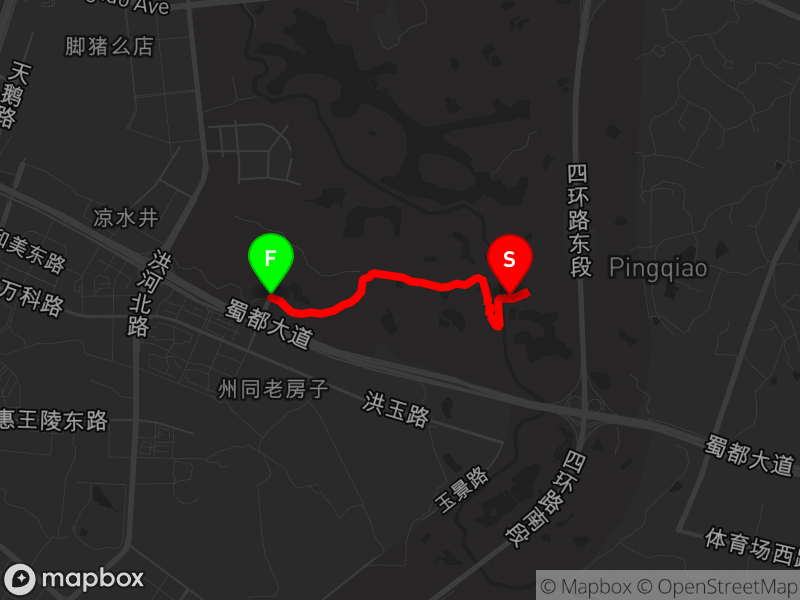 Ave
脚猪么店
天鹅路
四环路东段
凉水井
和美东路
洪河北路
F
S
Pingqiao
万科路
蜀都大道
州同老房子
洪玉路
惠王陵东路
蜀都大道
玉景路
四环路南段
体育场西路
mapbox
© Mapbox © OpenStreetMap